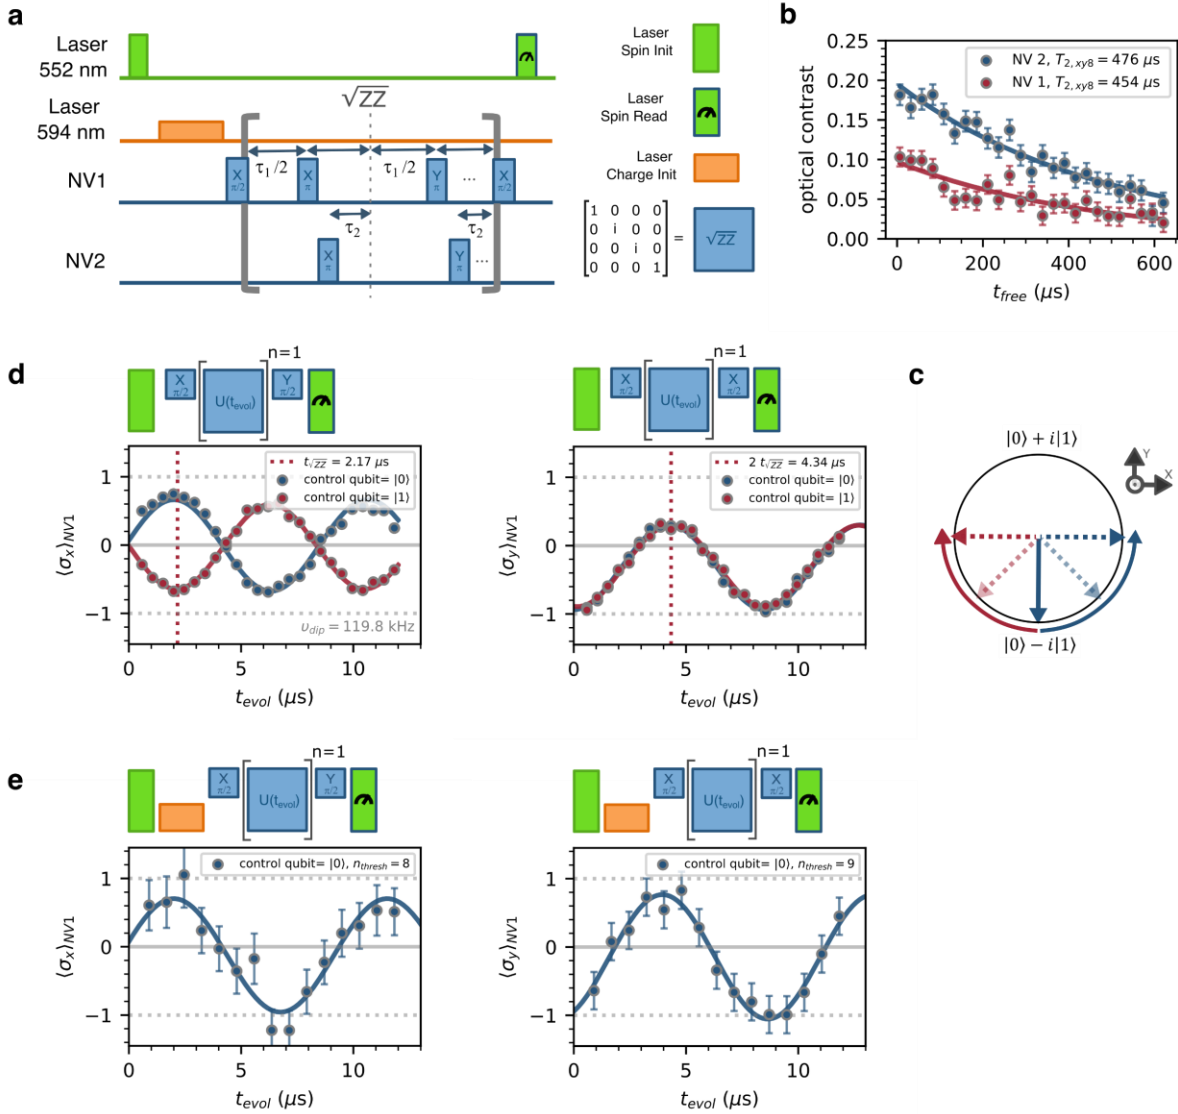 a
Laser
552 nm
Laser
594 nm
√ZZ
τ1 /2
τ1 /2
NV1
X
π/2
X
π
Y
π
...
X
π/2
τ2
τ2
NV2
X
π
Y
π
...
Laser
Spin Init
Laser
Spin Read
Laser
Charge Init
1 0 0 0
0 i 0 0
0 0 i 0
0 0 0 1
=
√ZZ
b
0.25
0.20
0.15
0.10
0.05
0.00
optical contrast
NV 2, T2, xy8 = 476 μs
NV 1, T2, xy8 = 454 μs
0 200 400 600
tfree (μs)
d
X
π/2
U(tevol)
n=1
Y
π/2
1
0
−1
⟨σx⟩NV1
t√ZZ = 2.17 μs
control qubit= |0⟩
control qubit= |1⟩
υdip = 119.8 kHz
0 5 10
tevol (μs)
X
π/2
U(tevol)
n=1
X
π/2
1
0
−1
⟨σy⟩NV1
2 t√ZZ = 4.34 μs
control qubit= |0⟩
control qubit= |1⟩
0 5 10
tevol (μs)
c
|0⟩ + i|1⟩
Y
X
|0⟩ − i|1⟩
e
X
π/2
U(tevol)
n=1
Y
π/2
1
0
−1
⟨σx⟩NV1
control qubit= |0⟩, nthresh = 8
0 5 10
tevol (μs)
X
π/2
U(tevol)
n=1
X
π/2
1
0
−1
⟨σy⟩NV1
control qubit= |0⟩, nthresh = 9
0 5 10
tevol (μs)